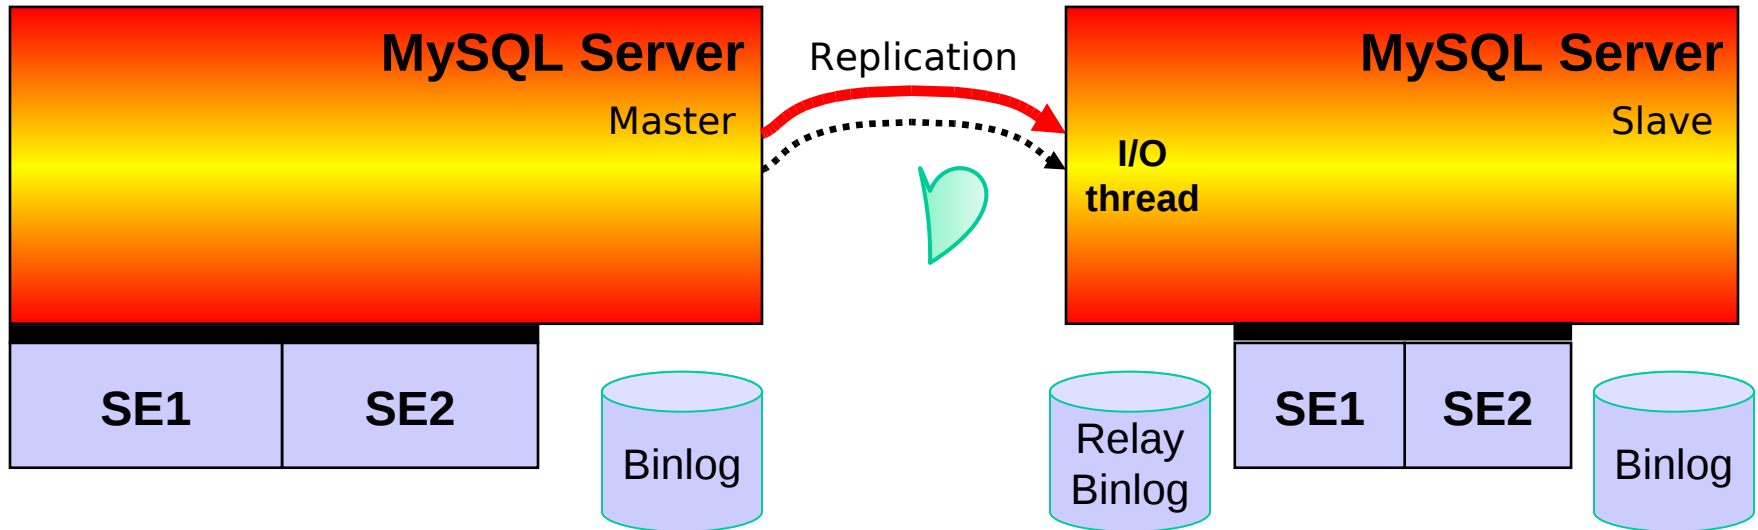 MySQL Server
Master
Replication
MySQL Server
Slave
I/O
thread
SE1
SE2
Binlog
Relay
Binlog
SE1
SE2
Binlog